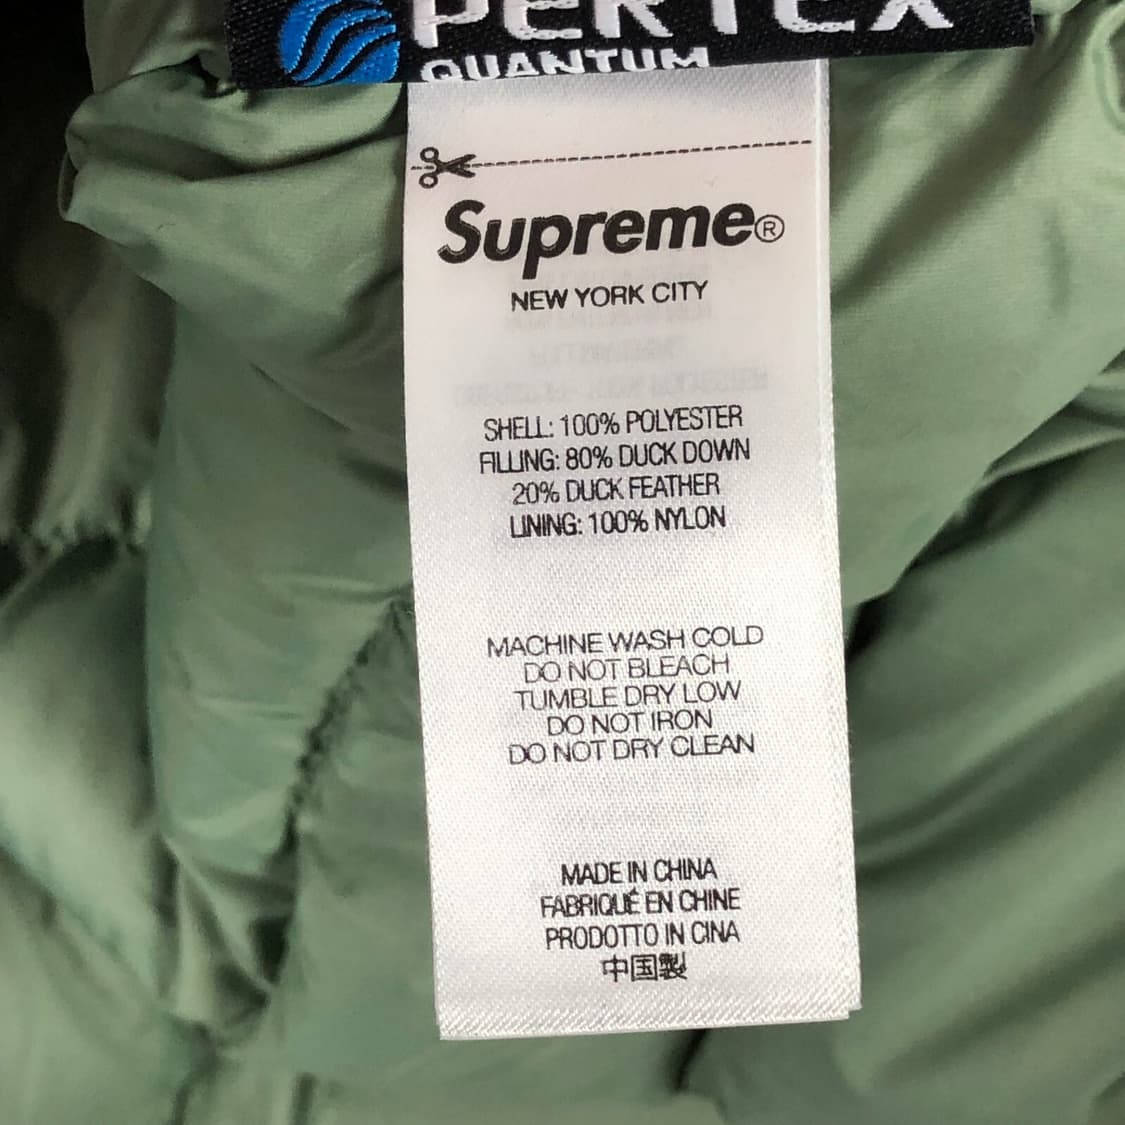 PERTEX
QUANTUM
Supreme®
NEW YORK CITY
SHELL: 100% POLYESTER
FILLING: 80% DUCK DOWN
20% DUCK FEATHER
LINING: 100% NYLON
MACHINE WASH COLD
DO NOT BLEACH
TUMBLE DRY LOW
DO NOT IRON
DO NOT DRY CLEAN
MADE IN CHINA
FABRIQUÉ EN CHINE
PRODOTTO IN CINA
中国製